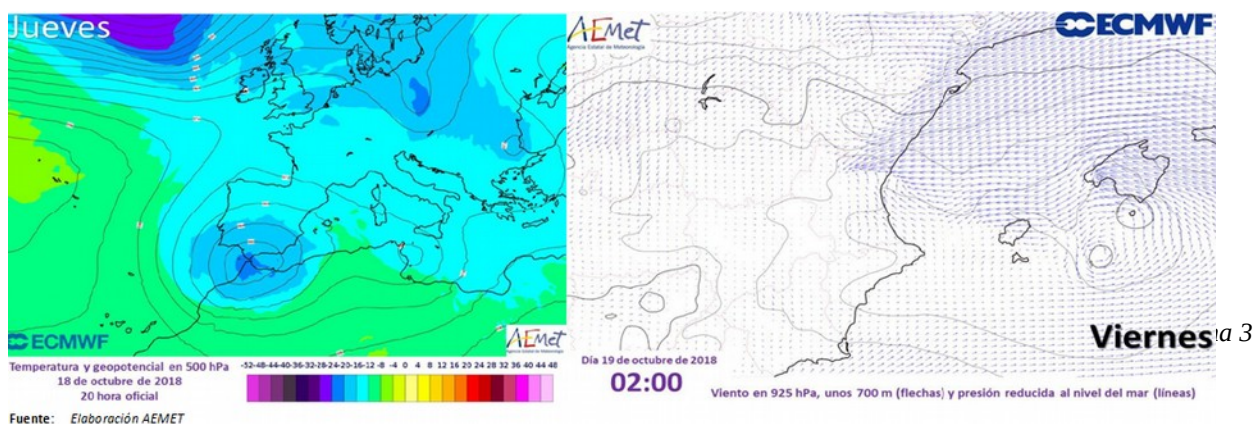 Jueves
AEMet
Agencia Estatal de Meteorología
ECMWF
ECMWF
AEMet
Viernes
na 3
Temperatura y geopotencial en 500 hPa
18 de octubre de 2018
20 hora oficial
-52-48-44-40-36-32-28-24-20-16-12 -8 -4 0 4 8 12 16 20 24 28 32 36 40 44 48
Día 19 de octubre de 2018
02:00
Viento en 925 hPa, unos 700 m (flechas) y presión reducida al nivel del mar (líneas)
Fuente: Elaboración AEMET